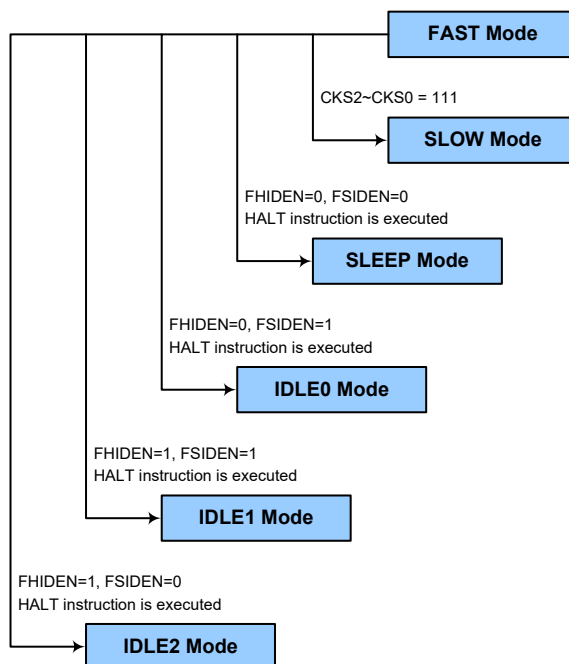 FAST Mode
CKS2~CKS0 = 111
SLOW Mode
FHIDEN=0, FSIDEN=0
HALT instruction is executed
SLEEP Mode
FHIDEN=0, FSIDEN=1
HALT instruction is executed
IDLE0 Mode
FHIDEN=1, FSIDEN=1
HALT instruction is executed
IDLE1 Mode
FHIDEN=1, FSIDEN=0
HALT instruction is executed
IDLE2 Mode